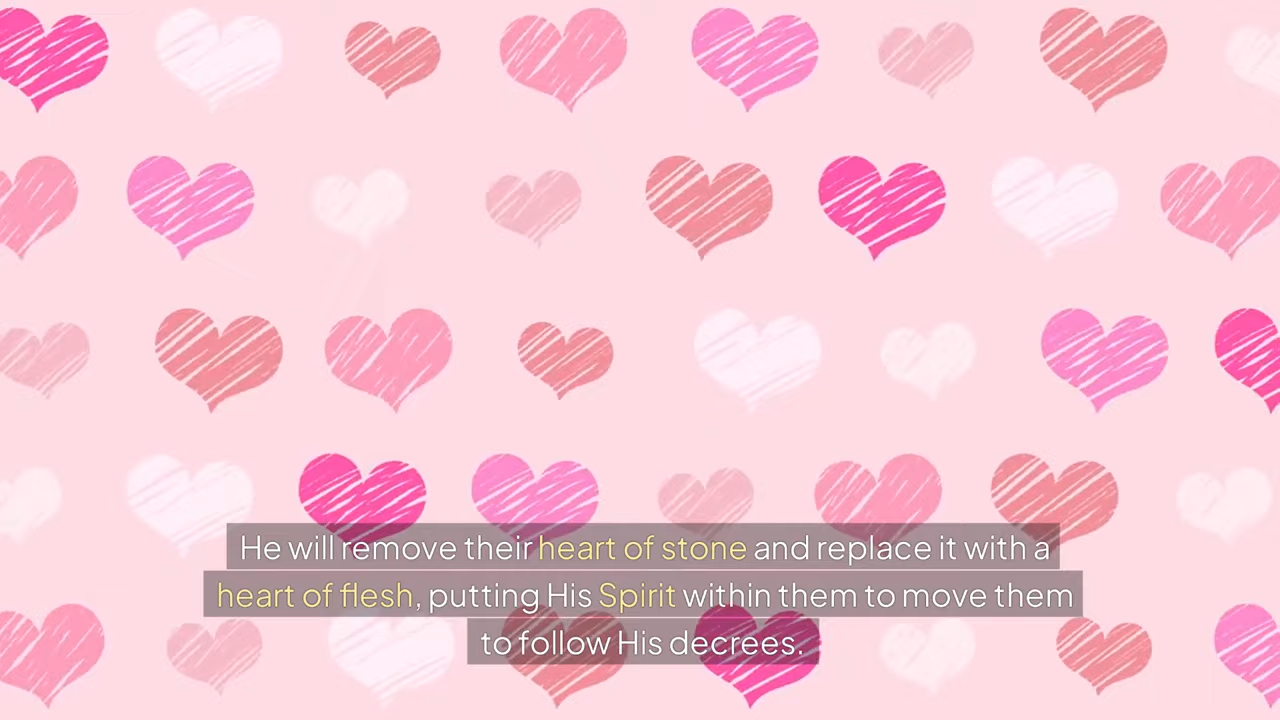 He will remove their heart of stone and replace it with a
heart of flesh, putting His Spirit within them to move them
to follow His decrees.